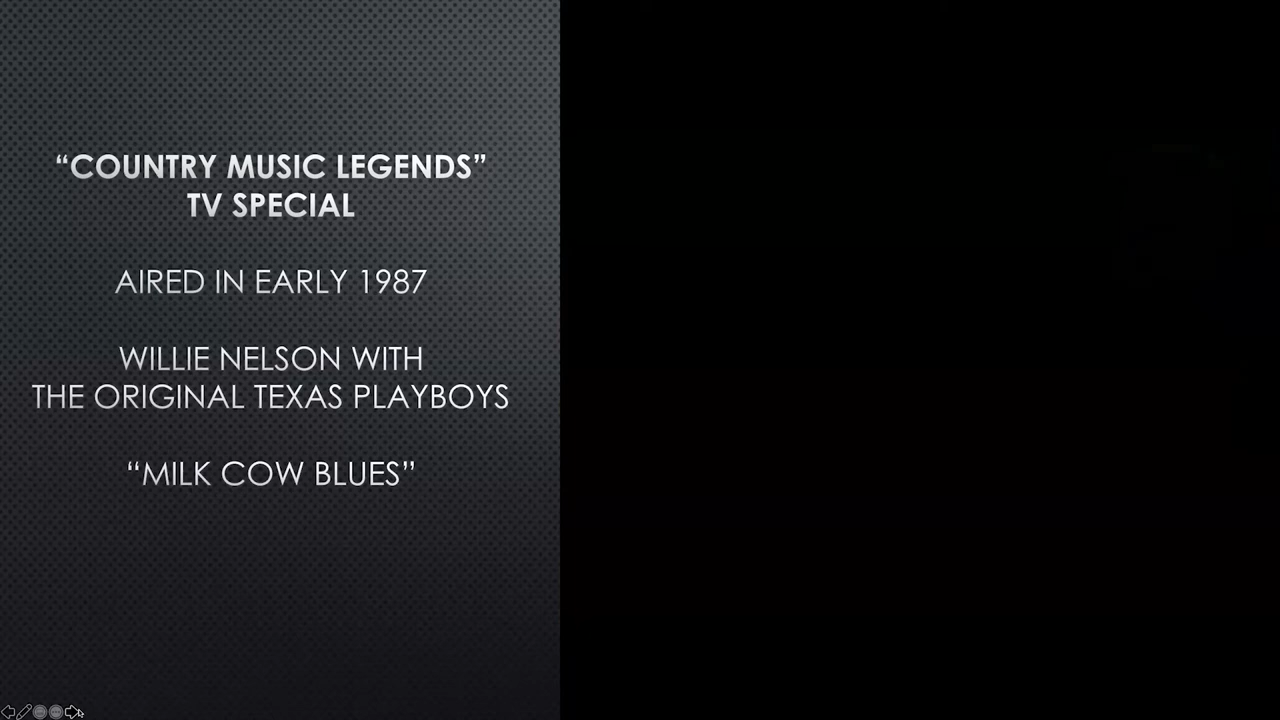 “COUNTRY MUSIC LEGENDS”
TV SPECIAL
AIRED IN EARLY 1987
WILLIE NELSON WITH
THE ORIGINAL TEXAS PLAYBOYS
“MILK COW BLUES”